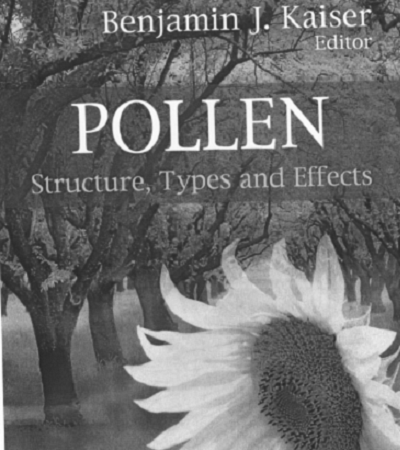 Benjamin J. Kaiser
Editor
POLLEN
Structure, Types and Effects